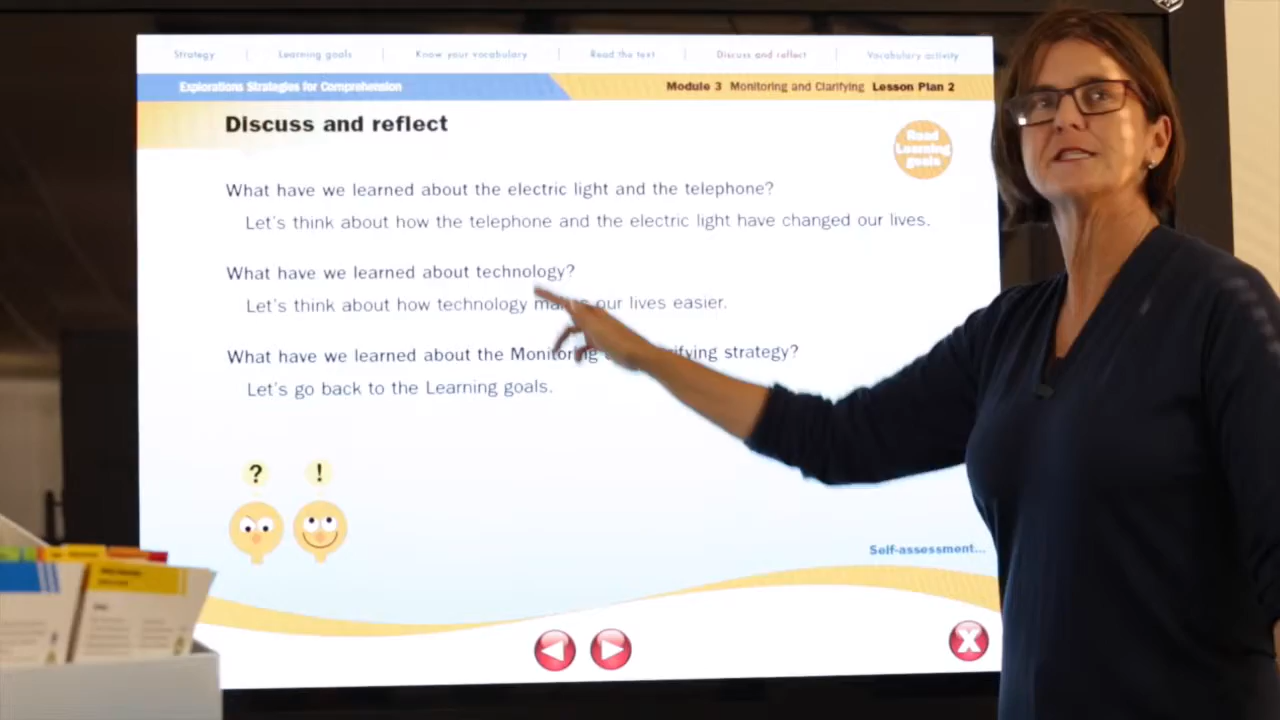 Strategy Learning goals Know your vocabulary Read the text Discuss and reflect Vocabulary activity
Explorations Strategies for Comprehension Module 3 Monitoring and Clarifying Lesson Plan 2
Discuss and reflect
Read
Learning
goals
What have we learned about the electric light and the telephone?
Let's think about how the telephone and the electric light have changed our lives.
What have we learned about technology?
Let's think about how technology our lives easier.
What have we learned about the Monitoring strategy?
Let's go back to the Learning goals.
? !
Self-assessment...
X